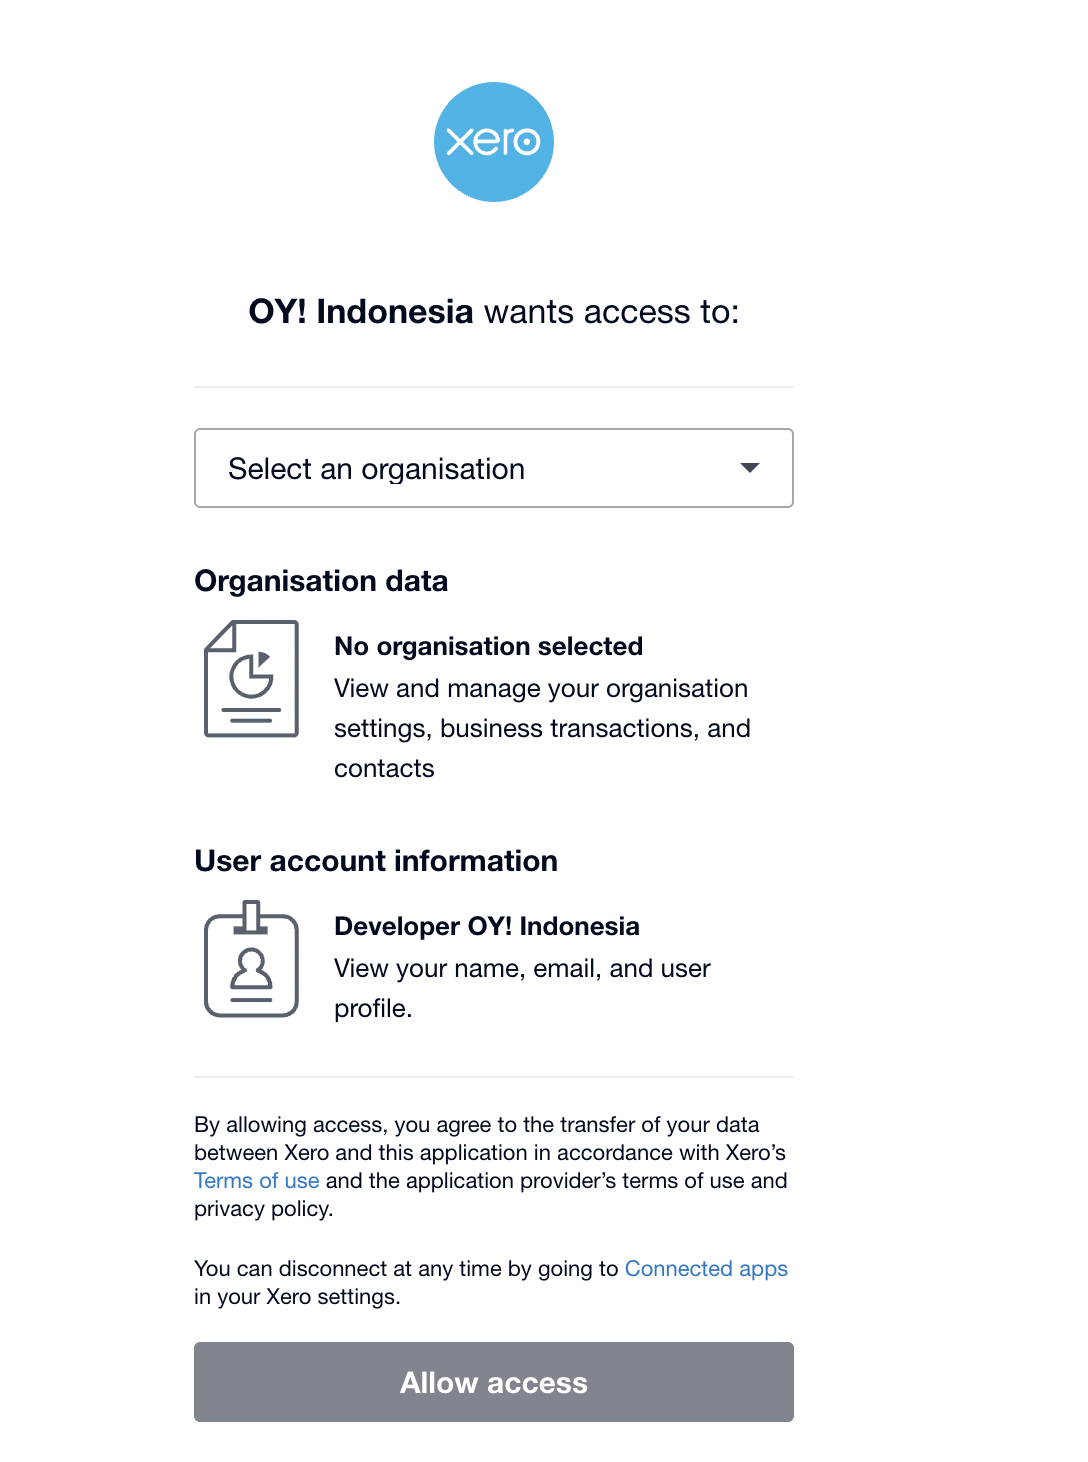 xero
OY! Indonesia wants access to:
Select an organisation
Organisation data
No organisation selected
View and manage your organisation
settings, business transactions, and
contacts
User account information
Developer OY! Indonesia
View your name, email, and user
profile.
By allowing access, you agree to the transfer of your data
between Xero and this application in accordance with Xero’s
Terms of use and the application provider’s terms of use and
privacy policy.
You can disconnect at any time by going to Connected apps
in your Xero settings.
Allow access